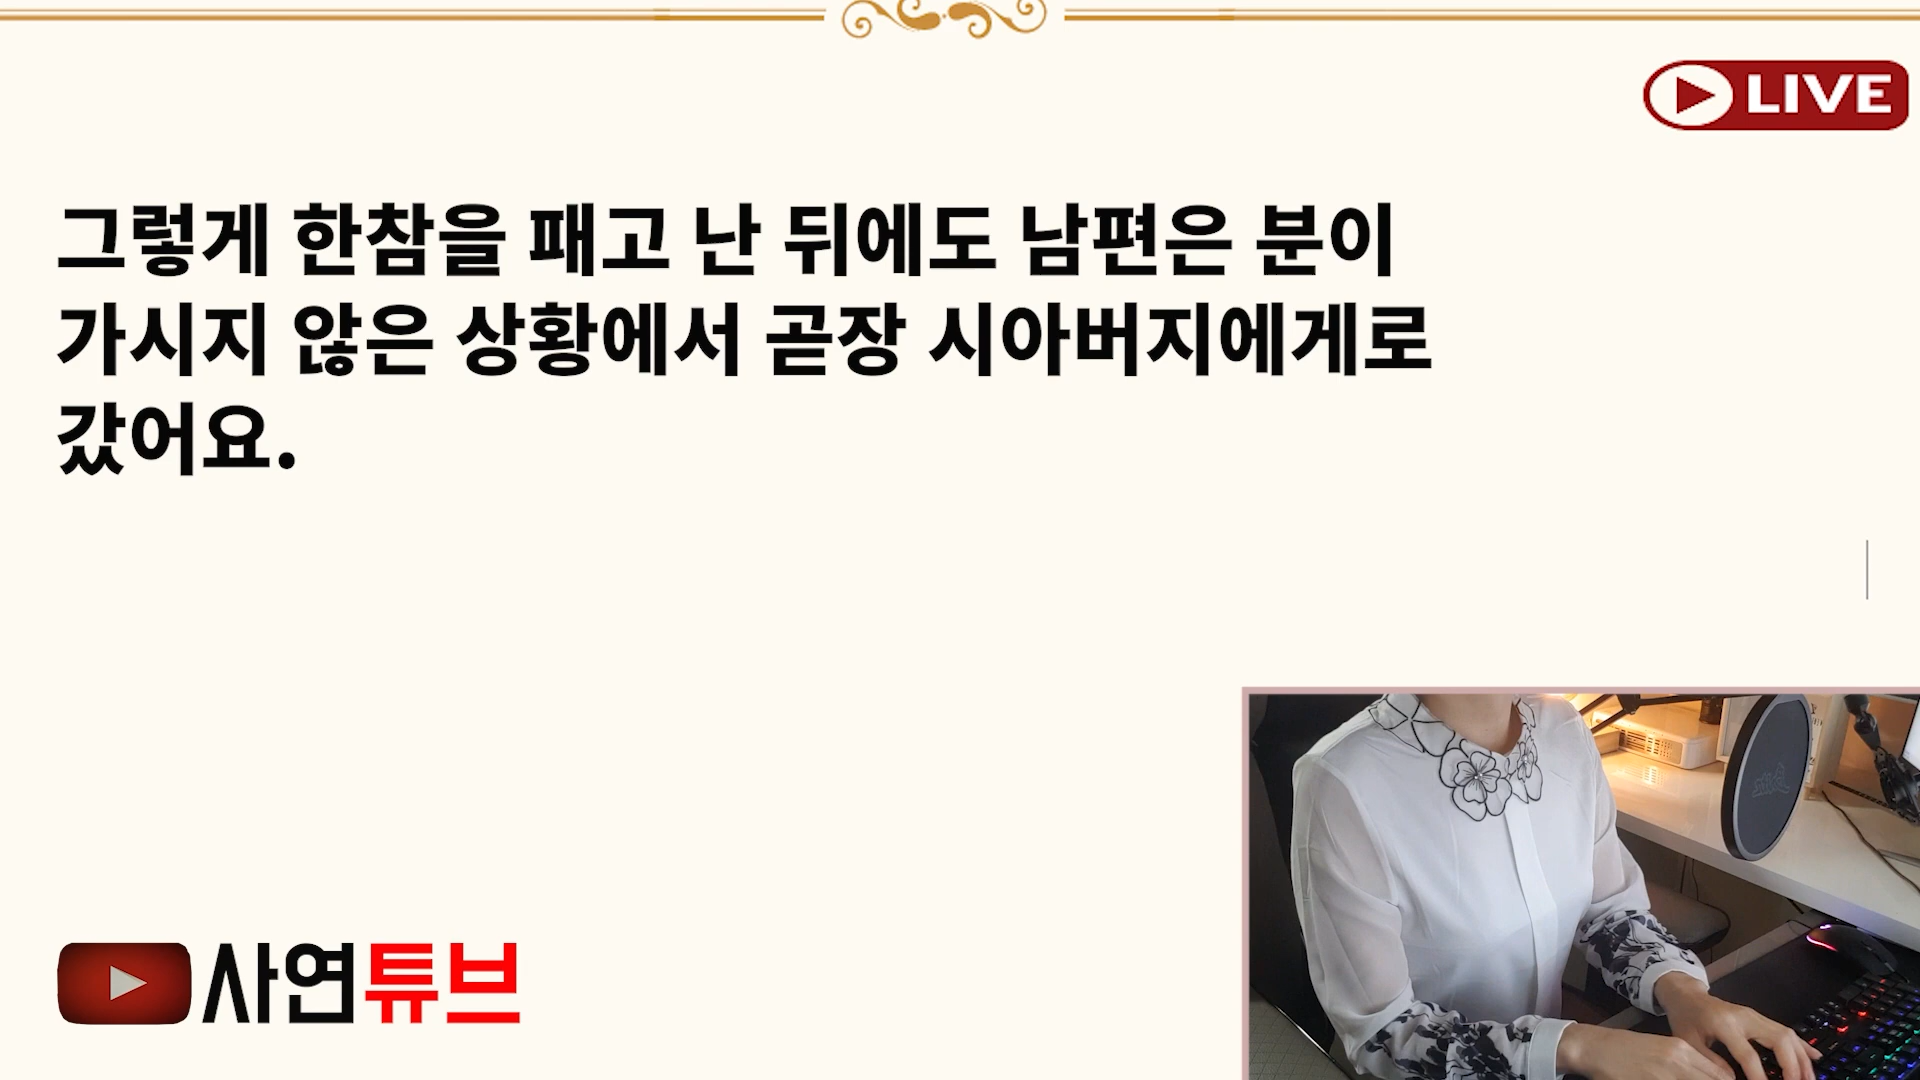 LIVE
그렇게 한참을 패고 난 뒤에도 남편은 분이
가시지 않은 상황에서 곧장 시아버지에게로
갔어요.
사연튜브